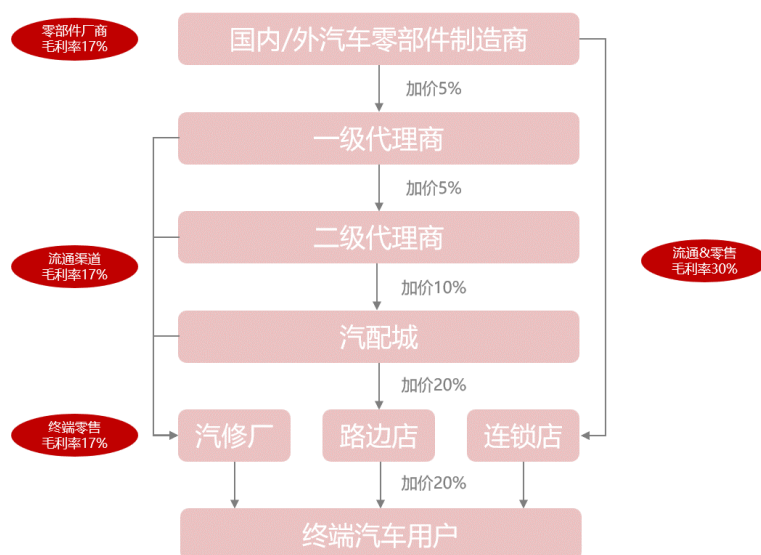 零部件厂商
毛利率17%
国内/外汽车零部件制造商
加价5%
一级代理商
加价5%
二级代理商
流通渠道
毛利率17%
流通&零售
毛利率30%
加价10%
汽配城
加价20%
终端零售
毛利率17%
汽修厂
路边店
连锁店
加价20%
终端汽车用户